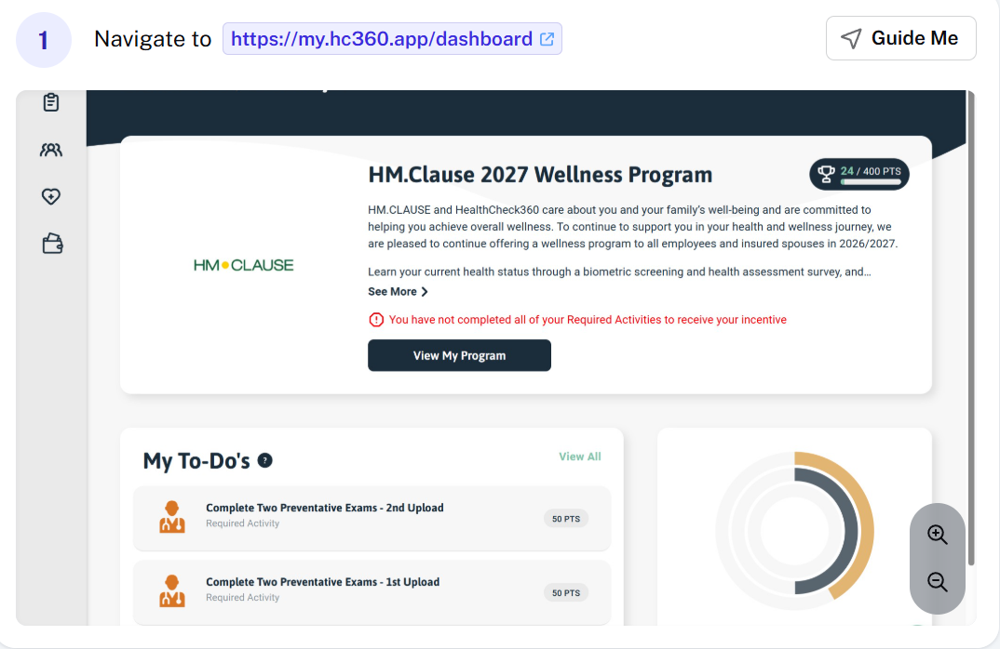 1
Navigate to https://my.hc360.app/dashboard
Guide Me
HM.Clause 2027 Wellness Program
24 / 400 PTS
HM.CLAUSE and HealthCheck360 care about you and your family's well-being and are committed to
helping you achieve overall wellness. To continue to support you in your health and wellness journey, we
are pleased to continue offering a wellness program to all employees and insured spouses in 2026/2027.
HM.CLAUSE
Learn your current health status through a biometric screening and health assessment survey, and...
See More
You have not completed all of your Required Activities to receive your incentive
View My Program
My To-Do's ?
View All
Complete Two Preventative Exams - 2nd Upload
Required Activity
50 PTS
Complete Two Preventative Exams - 1st Upload
Required Activity
50 PTS